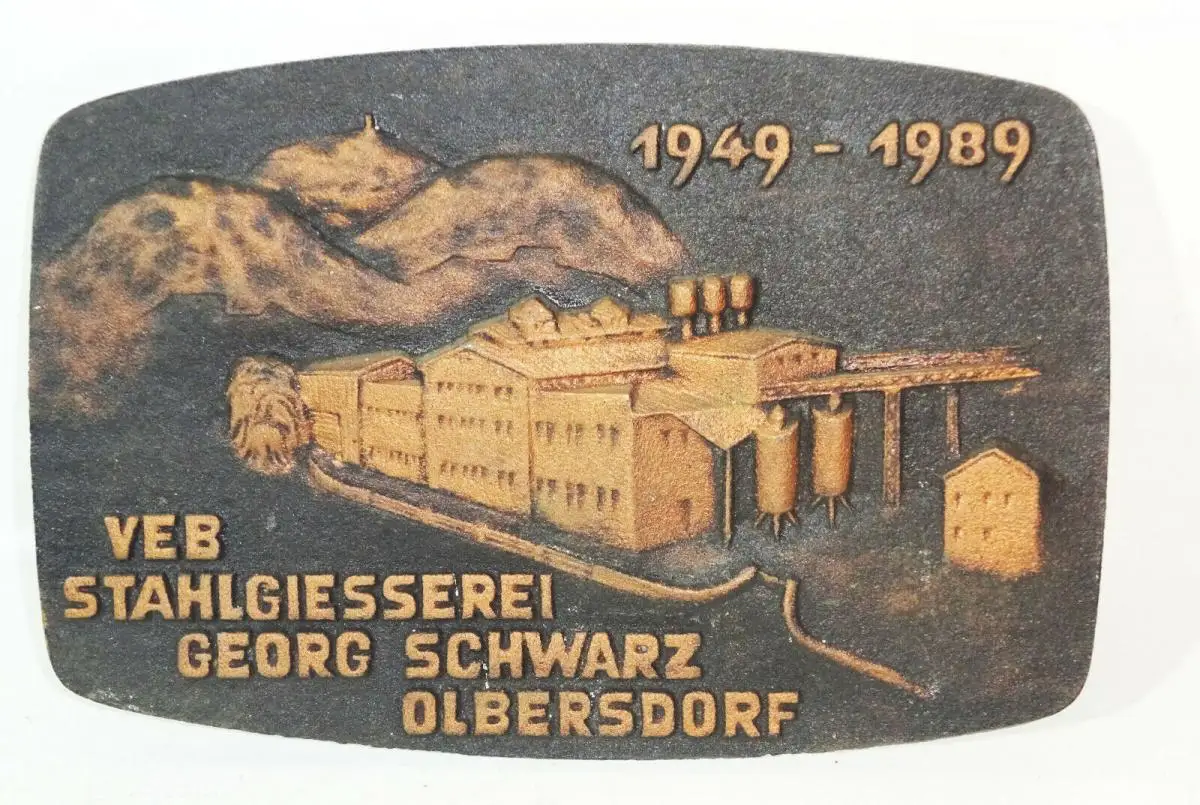 1949 - 1989
VEB
STAHLGIESSEREI
GEORG SCHWARZ
OLBERSDORF